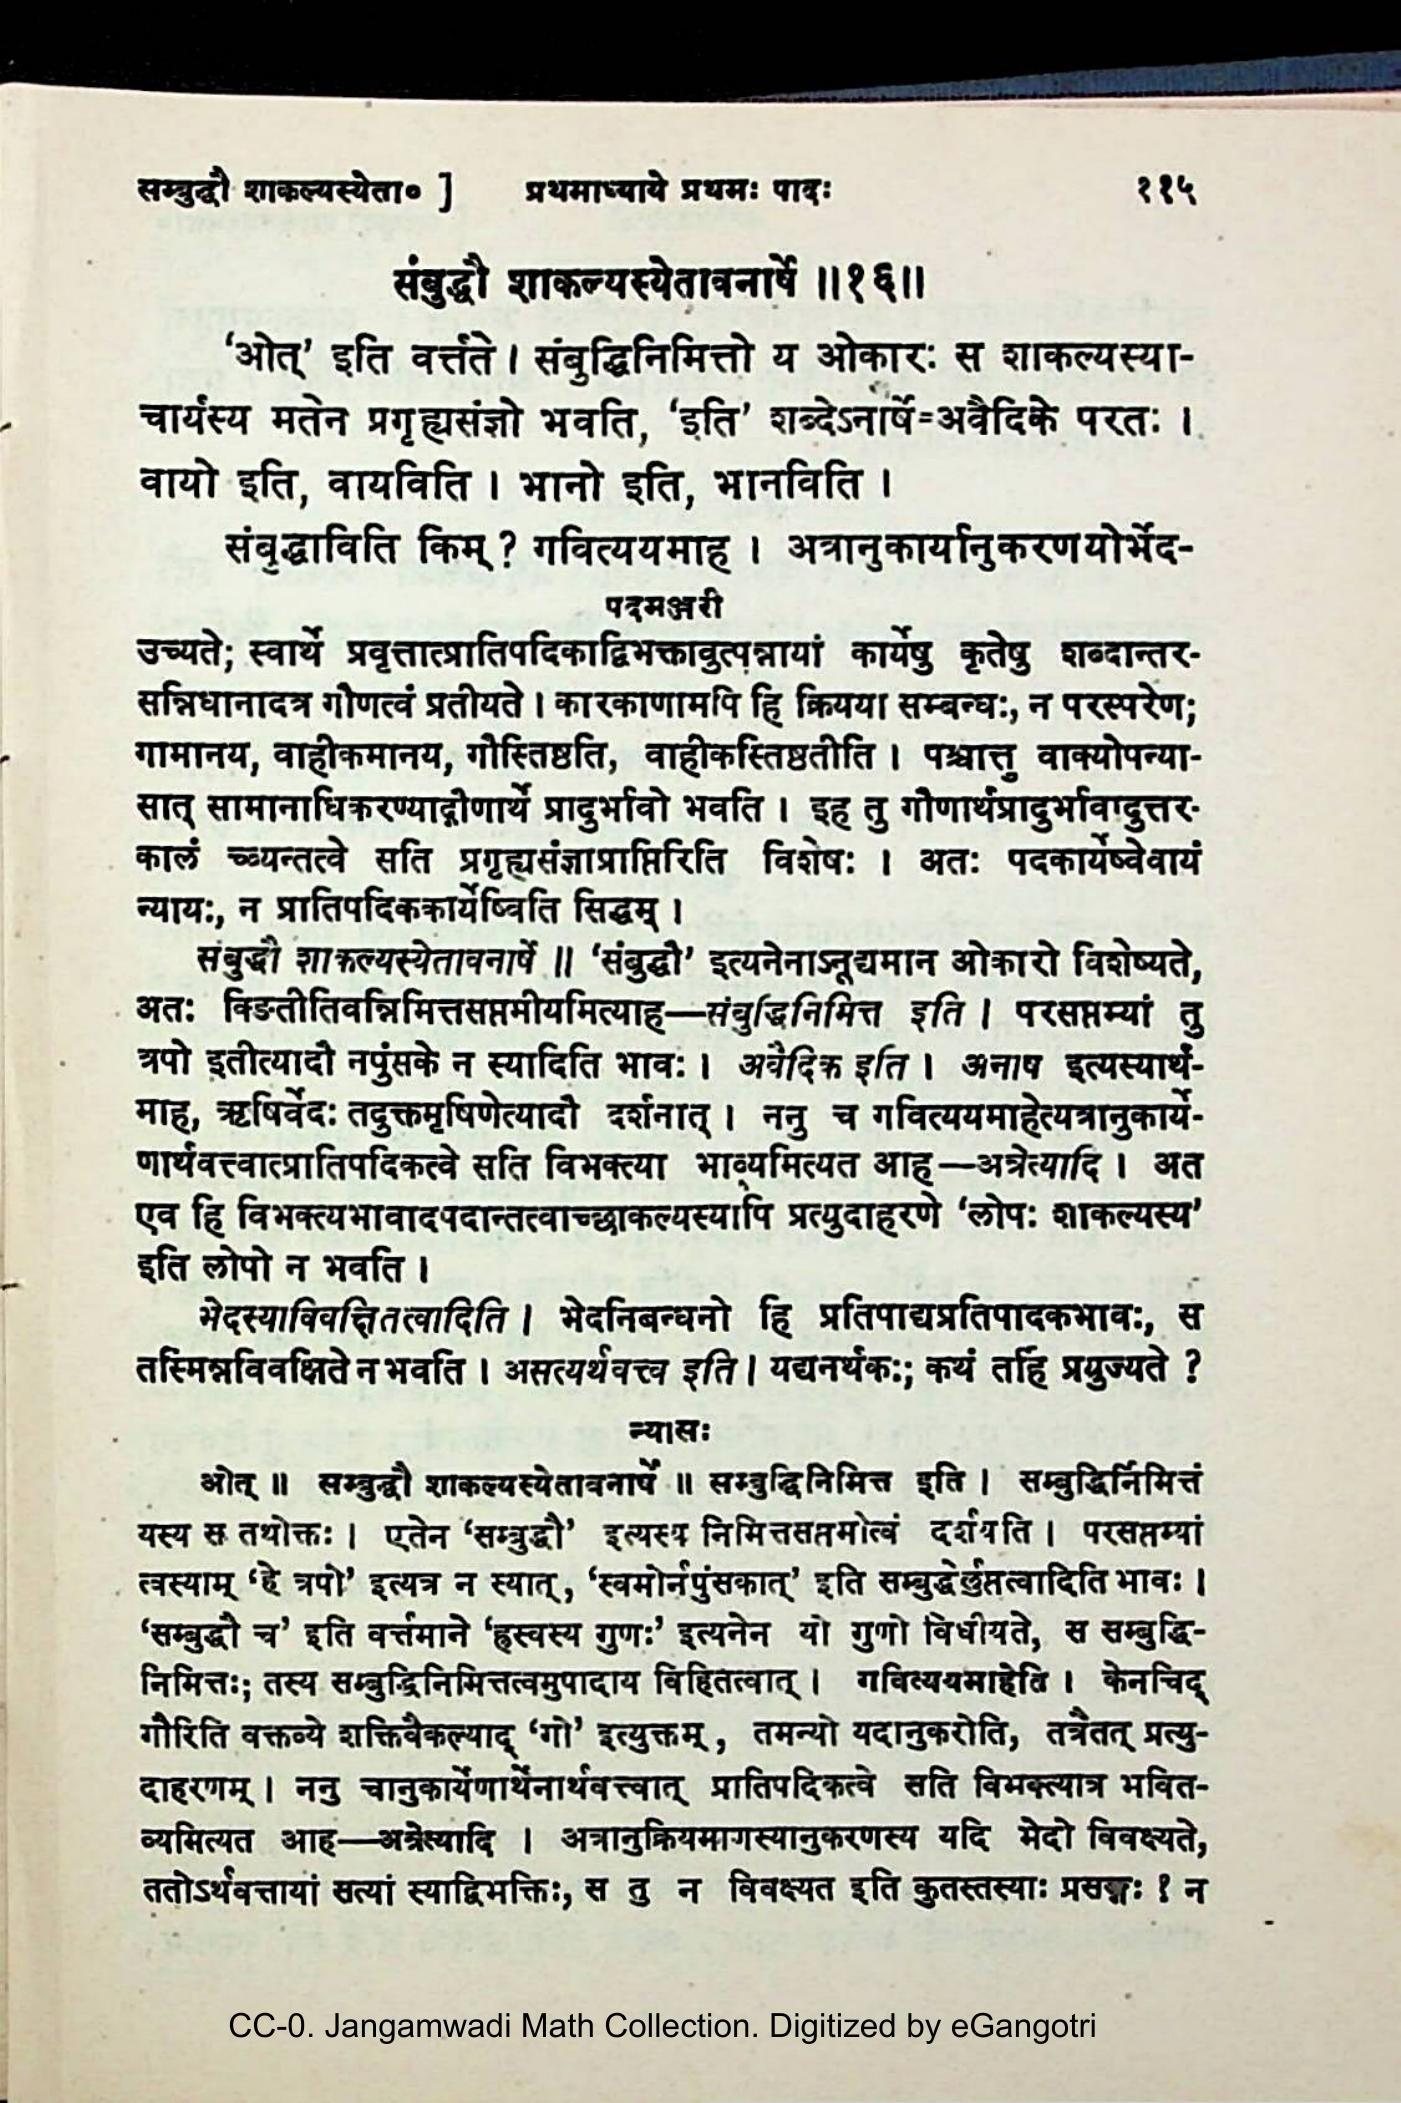 सम्बुद्धौ शाकल्यस्येता० ] प्रथमाध्याये प्रथमः पादः ११५
संबुद्धौ शाकल्यस्येतावनार्षे ॥१६॥
‘ओत्’ इति वर्त्तते । संबुद्धिनिमित्तो य ओकारः स शाकल्यस्या-
चार्यस्य मतेन प्रगृह्यसंज्ञो भवति, ‘इति’ शब्देऽनार्षे=अवैदिके परतः ।
वायो इति, वायविति । भानो इति, भानविति ।
संबृद्धाविति किम् ? गवित्ययमाह । अत्रानुकार्यानुकरणयोर्भेद-
पदमञ्जरी
उच्यते; स्वार्थे प्रवृत्तात्प्रातिपदिकाद्विभक्तावुत्पन्नायां कार्येषु कृतेषु शब्दान्तर-
सन्निधानादत्र गौणत्वं प्रतीयते । कारकाणामपि हि क्रियया सम्बन्धः, न परस्परेण;
गामानय, वाहीकमानय, गौस्तिष्ठति, वाहीकस्तिष्ठतीति । पश्चात्तु वाक्योपन्या-
सात् सामानाधिकरण्याद्गौणार्थे प्रादुर्भावो भवति । इह तु गौणार्थप्रादुर्भावादुत्तर-
कालं च्व्यन्तत्वे सति प्रगृह्यसंज्ञाप्राप्तिरिति विशेषः । अतः पदकार्येष्वेवायं
न्यायः, न प्रातिपदिककार्येष्विति सिद्धम् ।
संबुद्धौ शाकल्यस्येतावनार्षे ॥ ‘संबुद्धौ’ इत्यनेनाऽनूद्यमान ओकारो विशेष्यते,
अतः क्ङितीतिवन्निमित्तसप्तमीयमित्याह—संबुद्धिनिमित्त इति । परसप्तम्यां तु
त्रपो इतीत्यादौ नपुंसके न स्यादिति भावः । अवैदिक इति । अनाष इत्यस्यार्थ-
माह, ऋषिर्वेदः तदुक्तमृषिणेत्यादौ दर्शनात् । ननु च गवित्ययमाहेत्यत्रानुकार्ये-
णार्थवत्त्वात्प्रातिपदिकत्वे सति विभक्त्या भाव्यमित्यत आह—अत्रेत्यादि । अत
एव हि विभक्त्यभावादपदान्तत्वाच्छाकल्यस्यापि प्रत्युदाहरणे ‘लोपः शाकल्यस्य’
इति लोपो न भवति ।
भेदस्याविवक्षितत्वादिति । भेदनिबन्धनो हि प्रतिपाद्यप्रतिपादकभावः, स
तस्मिन्नविवक्षिते न भवति । असत्यर्थवत्त्व इति । यद्यनर्थकः; कथं तर्हि प्रयुज्यते ?
न्यासः
ओत् ॥ सम्बुद्धौ शाकल्यस्येतावनार्षे ॥ सम्बुद्धिनिमित्त इति । सम्बुद्धिर्निमित्तं
यस्य स तथोक्तः । एतेन ‘सम्बुद्धौ’ इत्यस्य निमित्तसप्तमीत्वं दर्शयति । परसप्तम्यां
त्वस्याम् ‘हे त्रपो’ इत्यत्र न स्यात्, ‘स्वमोर्नपुंसकात्’ इति सम्बुद्धेर्लुप्तत्वादिति भावः ।
‘सम्बुद्धौ च’ इति वर्त्तमाने ‘ह्रस्वस्य गुणः’ इत्यनेन यो गुणो विधीयते, स सम्बुद्धि-
निमित्तः; तस्य सम्बुद्धिनिमित्तत्वमुपादाय विहितत्वात् । गवित्ययमाहेति । केनचिद्
गौरिति वक्तव्ये शक्तिवैकल्याद् ‘गो’ इत्युक्तम्, तमन्यो यदानुकरोति, तत्रैतत् प्रत्यु-
दाहरणम् । ननु चानुकार्येणार्थेनार्थवत्त्वात् प्रातिपदिकत्वे सति विभक्त्यात्र भवित-
व्यमित्यत आह—अत्रेत्यादि । अत्रानुक्रियमाणस्यानुकरणस्य यदि भेदो विवक्ष्यते,
ततोऽर्थवत्तायां सत्यां स्याद्विभक्तिः, स तु न विवक्ष्यत इति कुतस्तस्याः प्रसङ्गः ! न
CC-0. Jangamwadi Math Collection. Digitized by eGangotri